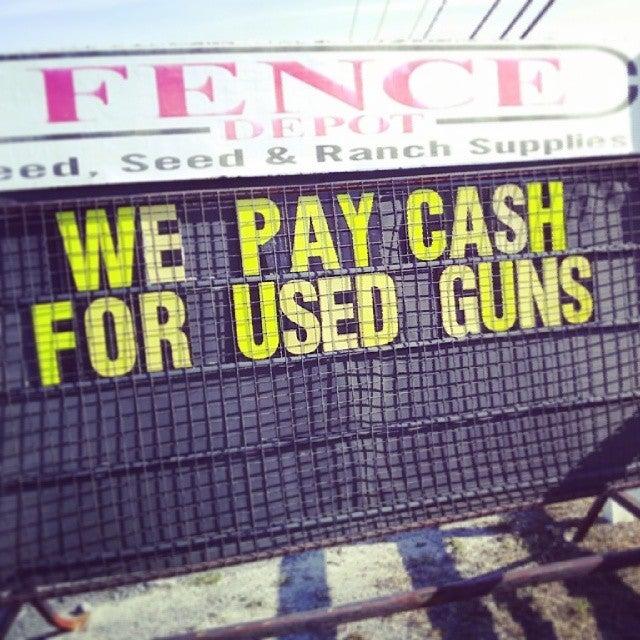 FENCE
DEPOT
eed, Seed & Ranch Supplies
WE PAY CASH
FOR USED GUNS